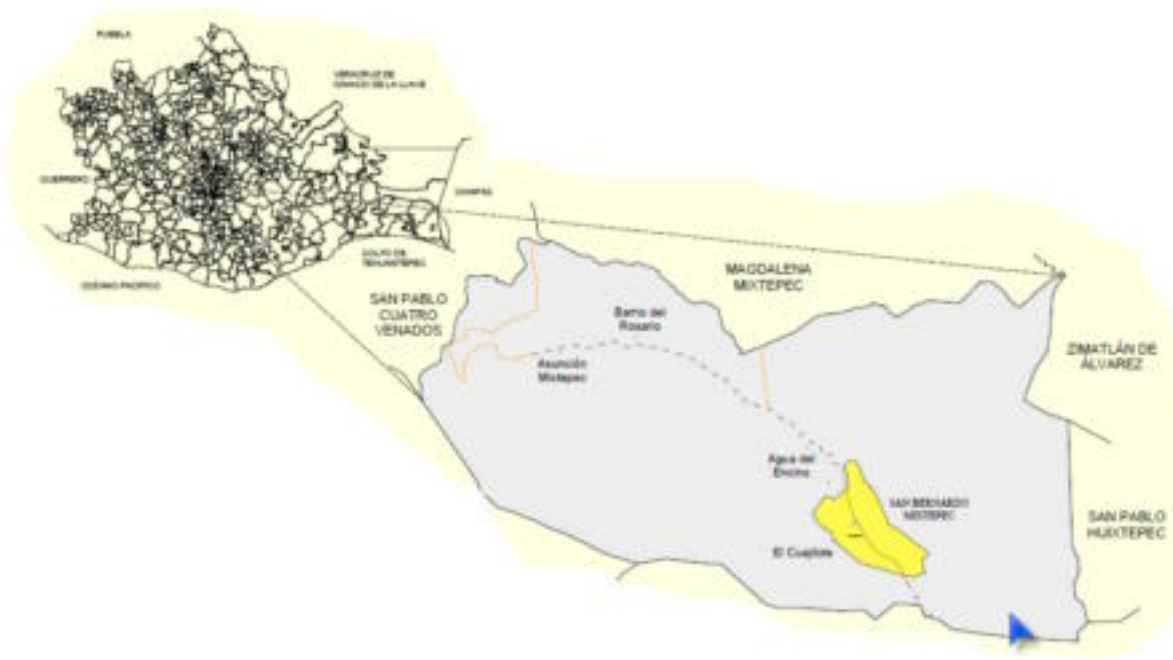 PUEBLA
VERACRUZ DE
IGNACIO DE LA LLAVE
GUERRERO
CHIAPAS
GOLFO DE
TEHUANTEPEC
OCÉANO PACIFICO
SAN PABLO
CUATRO
VENADOS
MAGDALENA
MIXTEPEC
Barrio del
Rosario
ZIMATLÁN DE
ÁLVAREZ
Asunción
Mixtepec
Agua del
Encino
SAN BERNARDO
MIXTEPEC
SAN PABLO
HUIXTEPEC
El Cuajilote